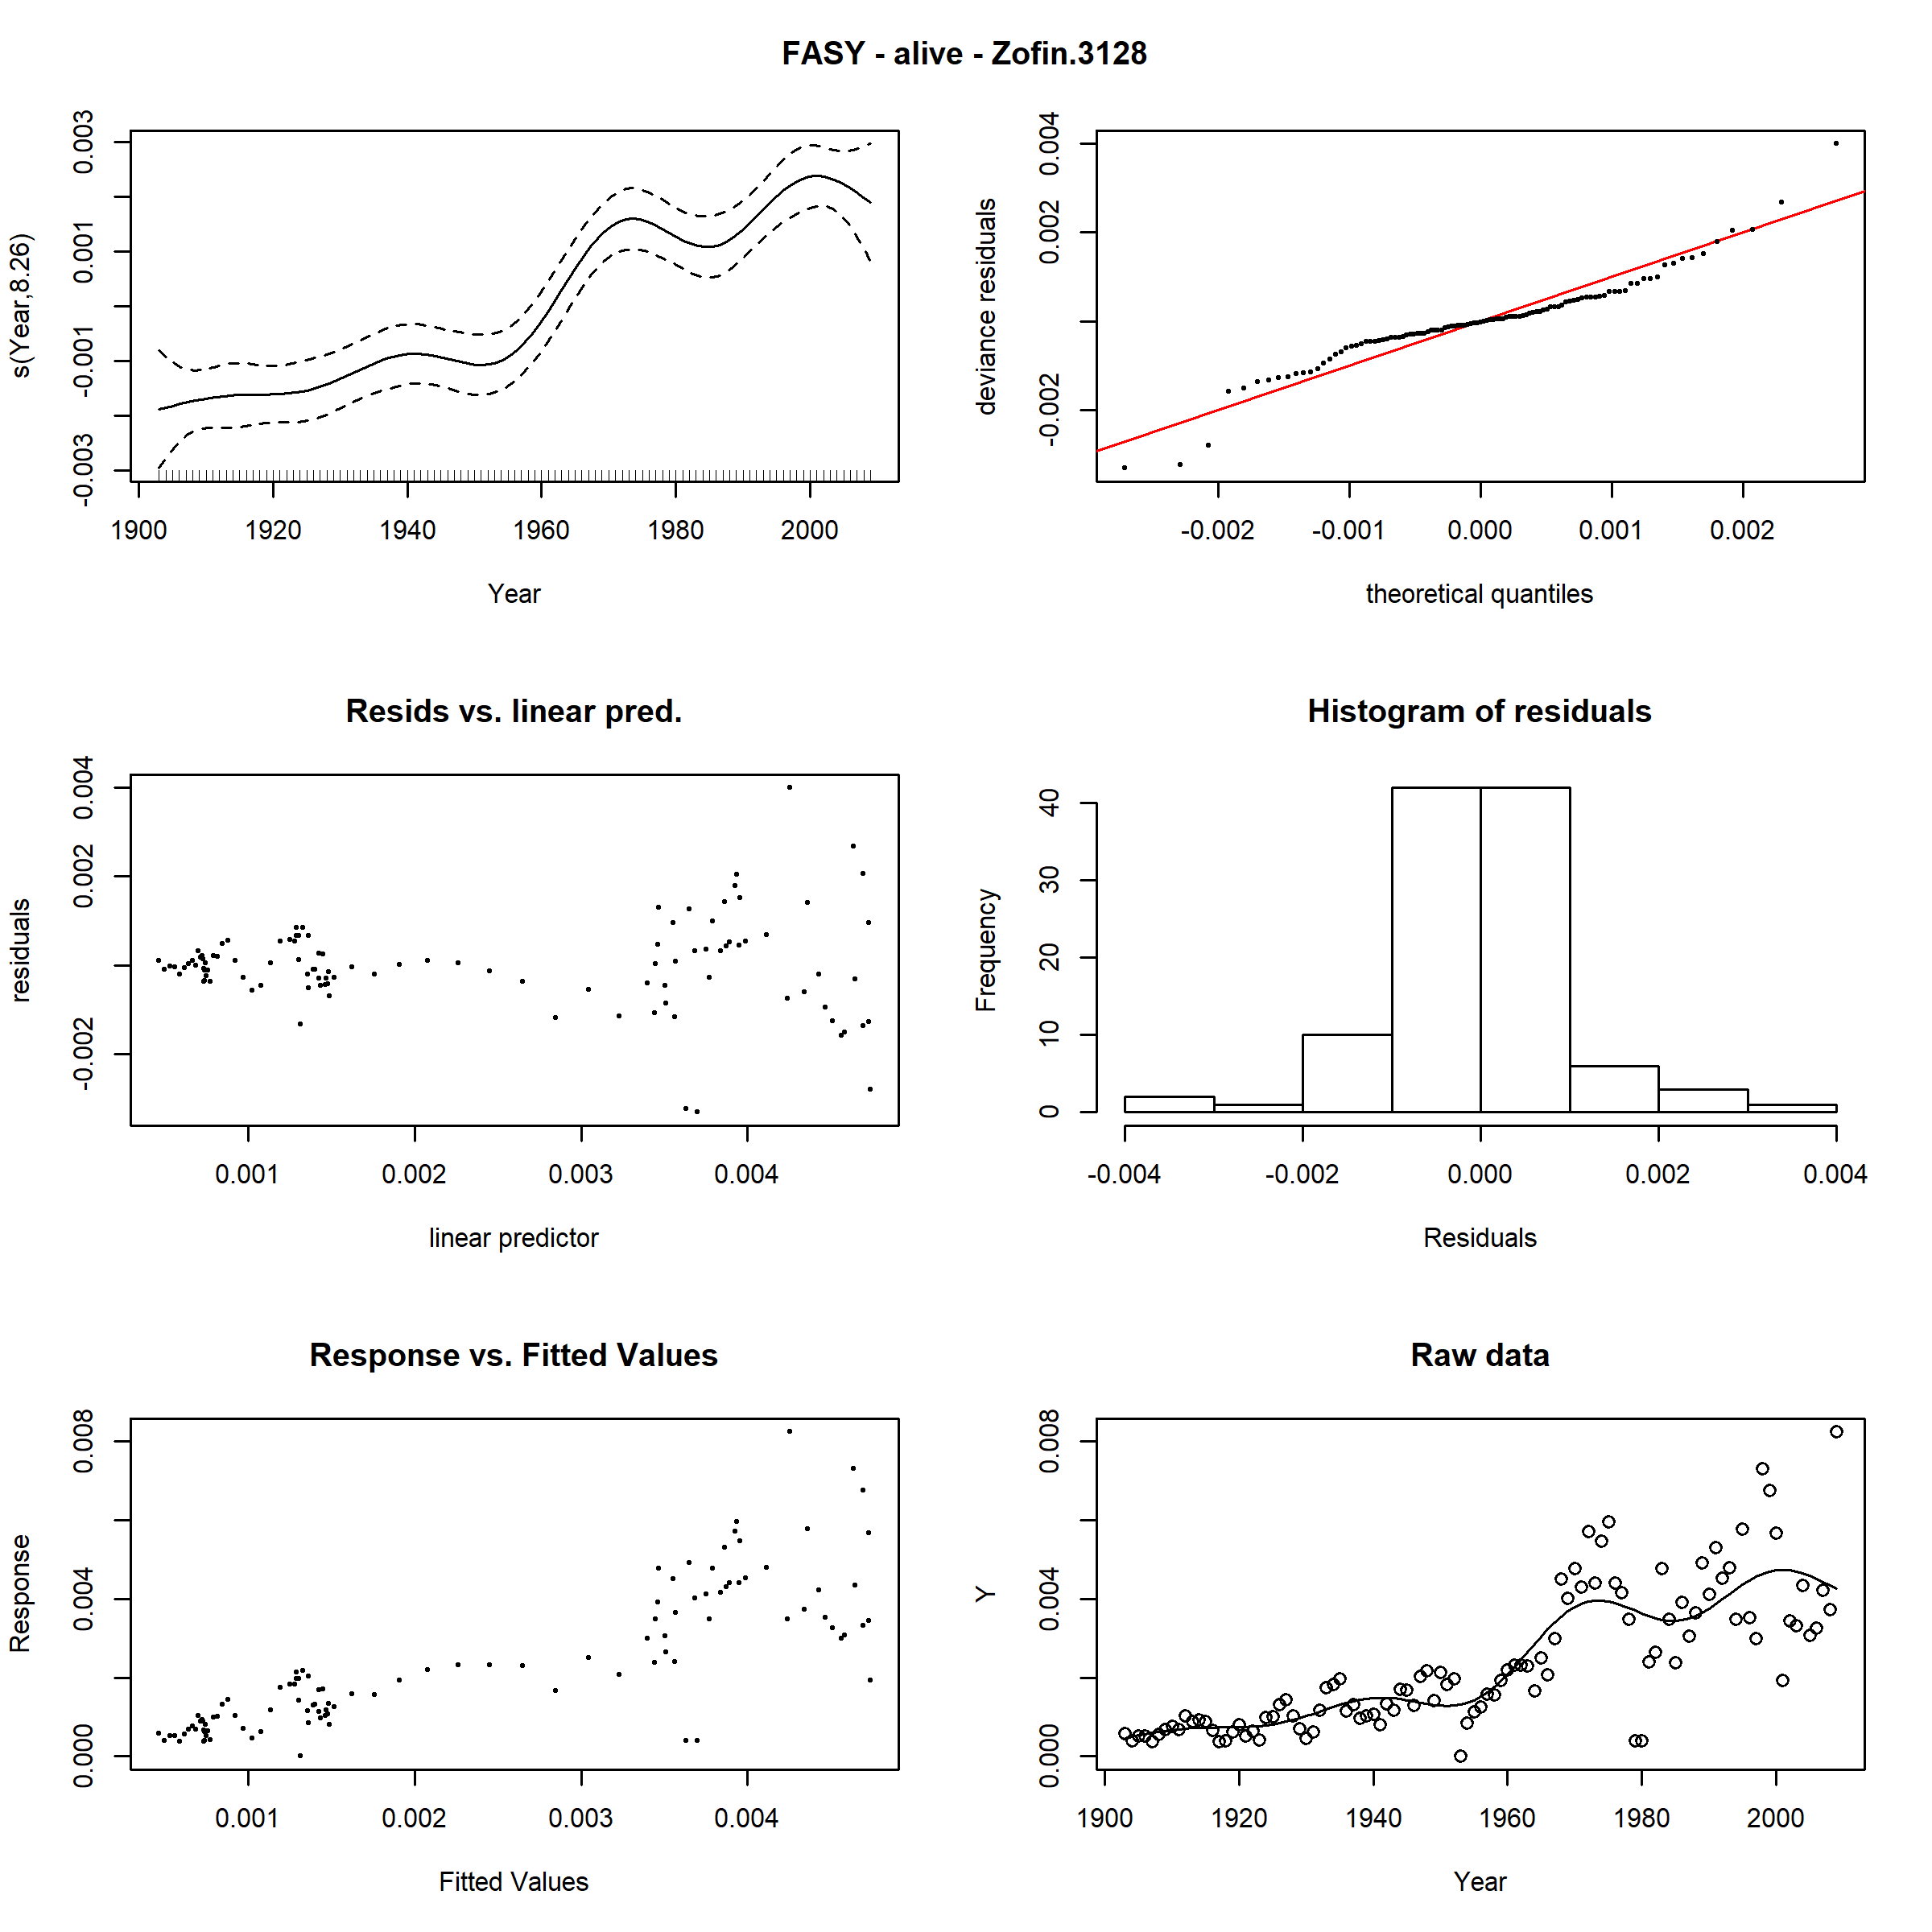 FASY - alive - Zofin.3128
s(Year,8.26)
0.003
0.001
-0.001
-0.003
1900 1920 1940 1960 1980 2000
Year
deviance residuals
0.004
0.002
-0.002
-0.002 -0.001 0.000 0.001 0.002
theoretical quantiles
Resids vs. linear pred.
residuals
0.004
0.002
-0.002
0.001 0.002 0.003 0.004
linear predictor
Histogram of residuals
Frequency
40
30
20
10
0
-0.004 -0.002 0.000 0.002 0.004
Residuals
Response vs. Fitted Values
Response
0.008
0.004
0.000
0.001 0.002 0.003 0.004
Fitted Values
Raw data
Y
0.008
0.004
0.000
1900 1920 1940 1960 1980 2000
Year